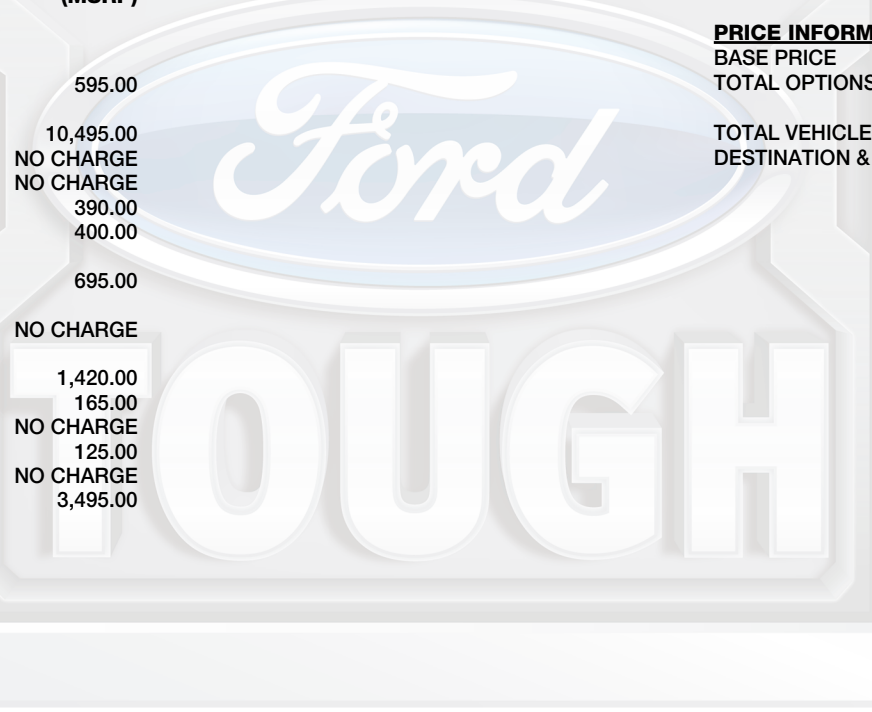 (MSRP)
595.00
10,495.00
NO CHARGE
NO CHARGE
390.00
400.00
695.00
NO CHARGE
1,420.00
165.00
NO CHARGE
125.00
NO CHARGE
3,495.00
PRICE INFORM
BASE PRICE
TOTAL OPTIONS
TOTAL VEHICLE
DESTINATION &
Ford
TOUGH